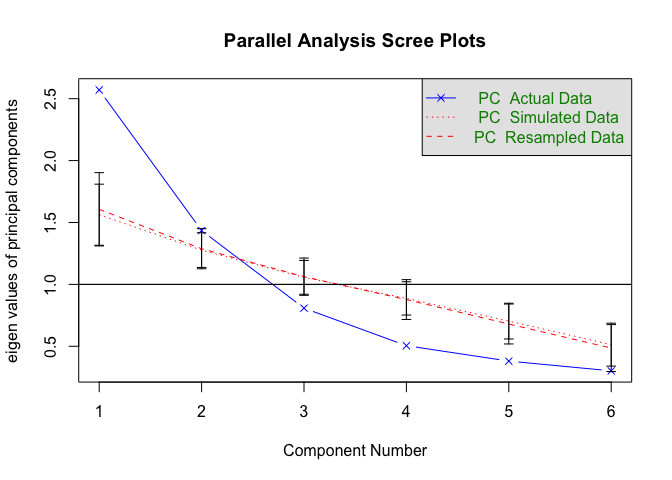 Parallel Analysis Scree Plots
PC Actual Data
PC Simulated Data
PC Resampled Data
eigen values of principal components
2.5
2.0
1.5
1.0
0.5
1 2 3 4 5 6
Component Number